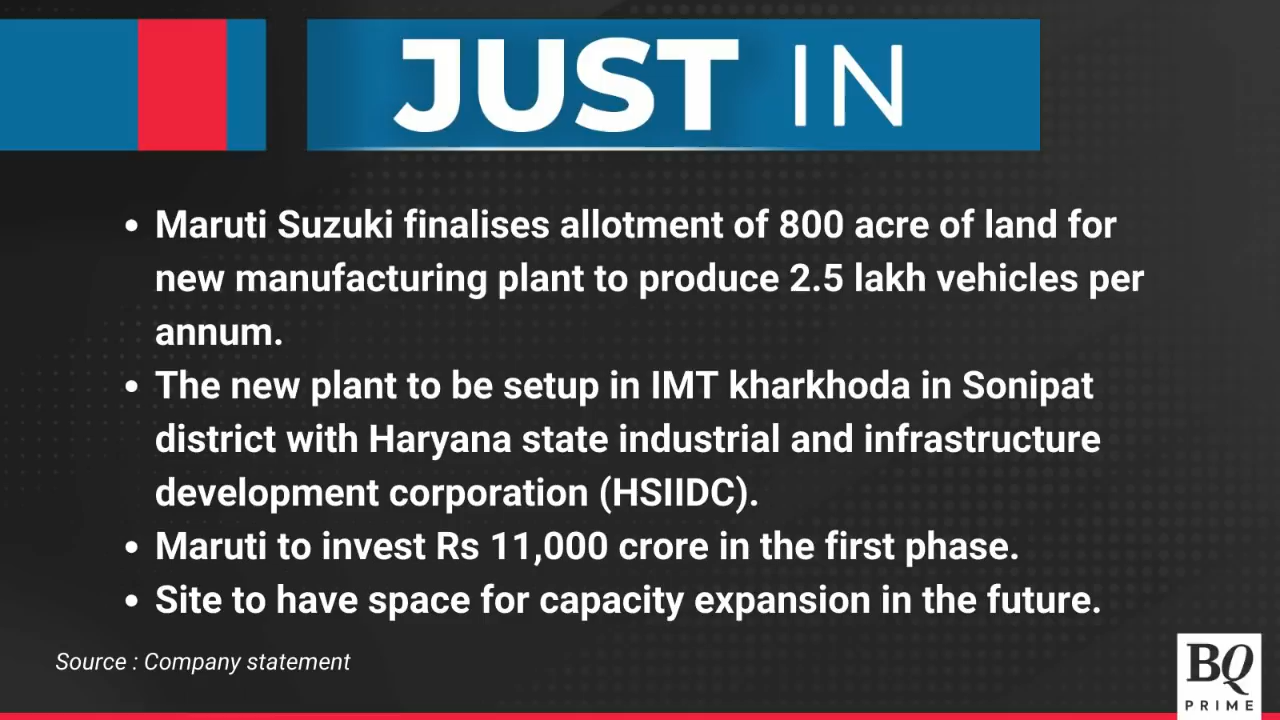 JUST IN
• Maruti Suzuki finalises allotment of 800 acre of land for
new manufacturing plant to produce 2.5 lakh vehicles per
annum.
• The new plant to be setup in IMT kharkhoda in Sonipat
district with Haryana state industrial and infrastructure
development corporation (HSIIDC).
• Maruti to invest Rs 11,000 crore in the first phase.
• Site to have space for capacity expansion in the future.
Source : Company statement
BQ
PRIME